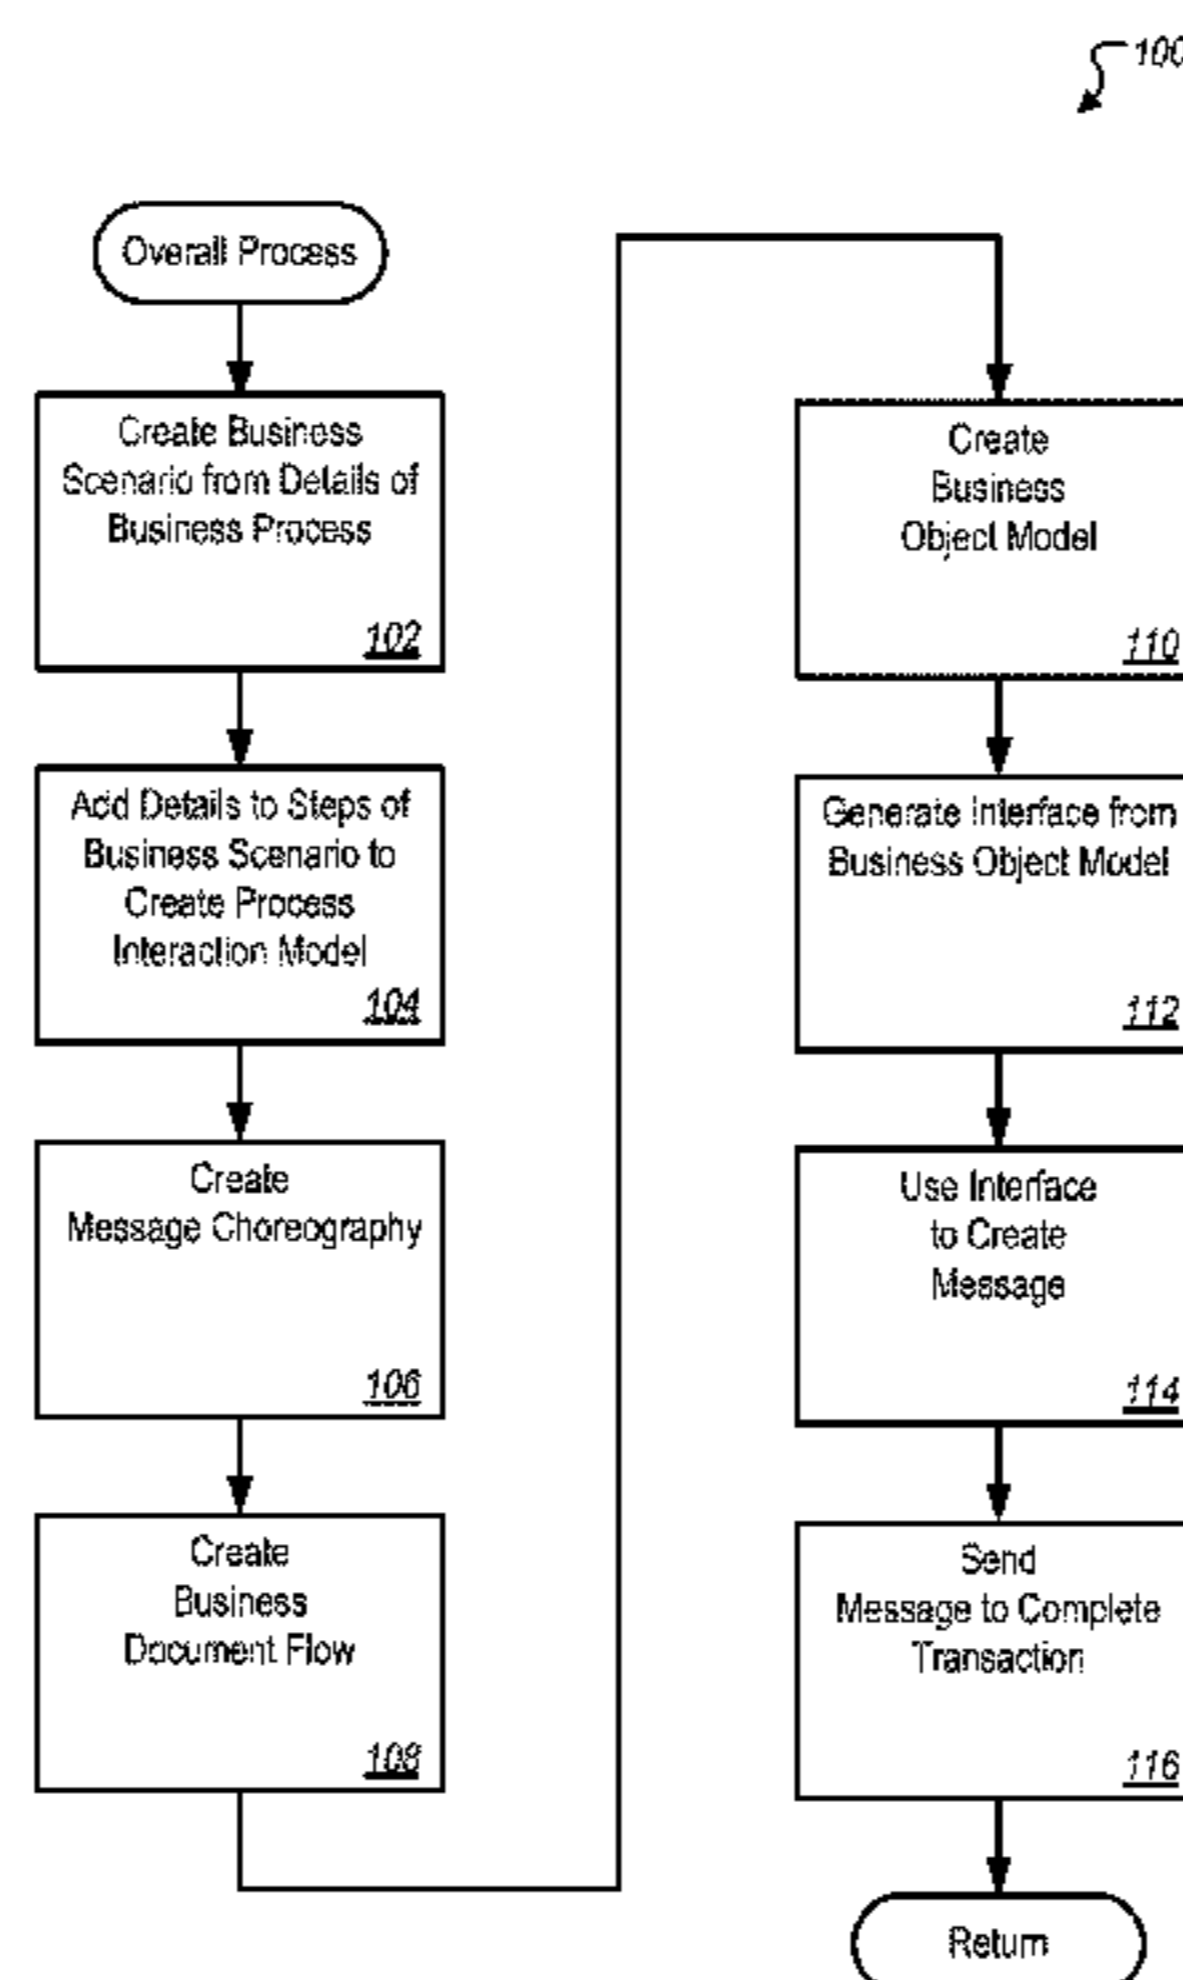 100
Overall Process
Create Business
Scenario from Details of
Business Process
102
Add Details to Steps of
Business Scenario to
Create Process
Interaction Model
104
Create
Message Choreography
106
Create
Business
Document Flow
108
Create
Business
Object Model
110
Generate Interface from
Business Object Model
112
Use Interface
to Create
Message
114
Send
Message to Complete
Transaction
116
Return